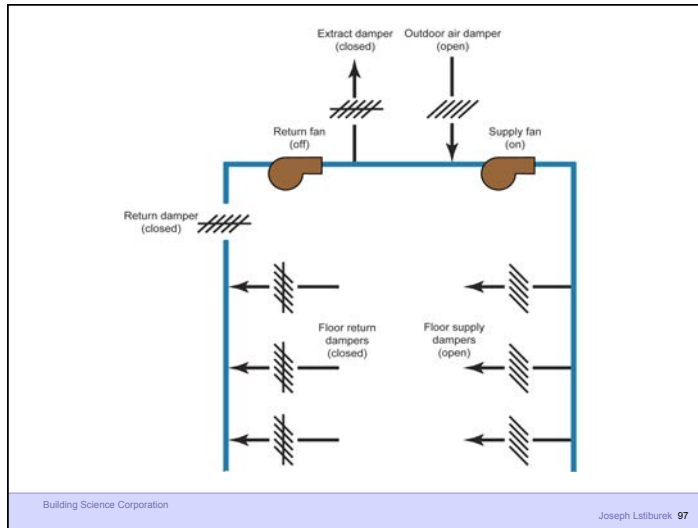 Extract damper
(closed)
Outdoor air damper
(open)
Return fan
(off)
Supply fan
(on)
Return damper
(closed)
Floor return
dampers
(closed)
Floor supply
dampers
(open)
Building Science Corporation
Joseph Lstiburek 97